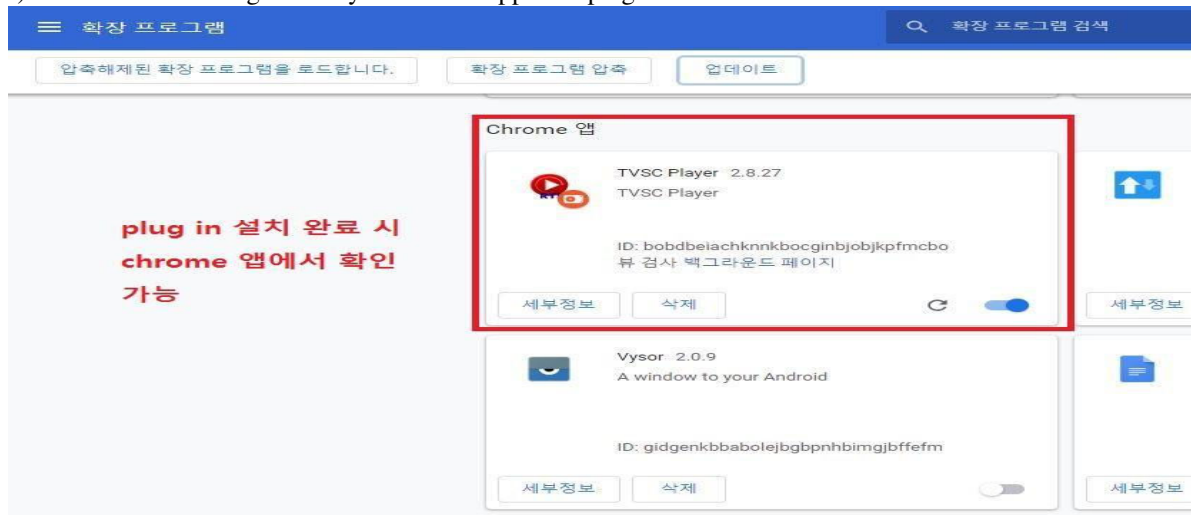 확장 프로그램
확장 프로그램 검색
압축해제된 확장 프로그램을 로드합니다.
확장 프로그램 압축
업데이트
Chrome 앱
TVSC Player 2.8.27
TVSC Player
ID: bobdbeiachknnkbocginbjobjkpfmcbo
뷰 검사 백그라운드 페이지
세부정보
삭제
세부정보
plug in 설치 완료 시
chrome 앱에서 확인
가능
Vysor 2.0.9
A window to your Android
ID: gidgenkbbabolejbgbpnhbimgjbffefm
세부정보
삭제
세부정보